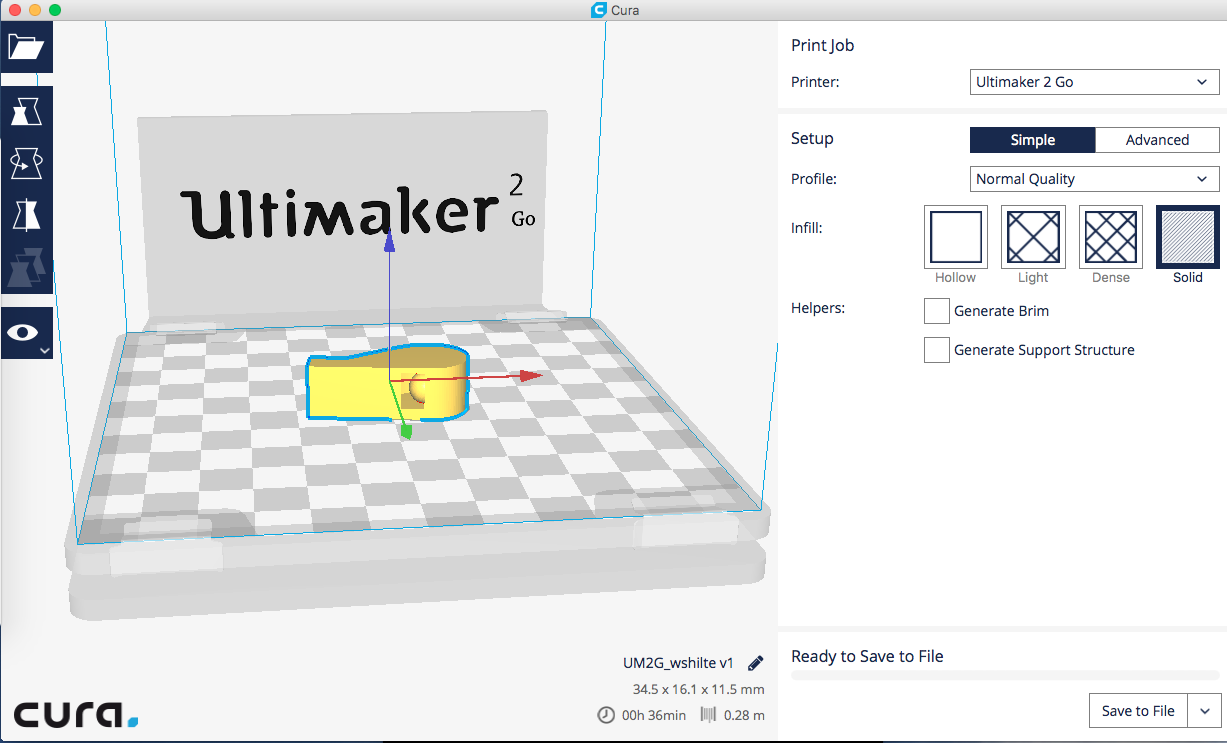 Cura
Ultimaker 2
Go
UM2G_wshilte v1
34.5 x 16.1 x 11.5 mm
00h 36min 0.28 m
cura.
Print Job
Printer: Ultimaker 2 Go
Setup Simple Advanced
Profile: Normal Quality
Infill:
Hollow Light Dense Solid
Helpers: Generate Brim
Generate Support Structure
Ready to Save to File
Save to File